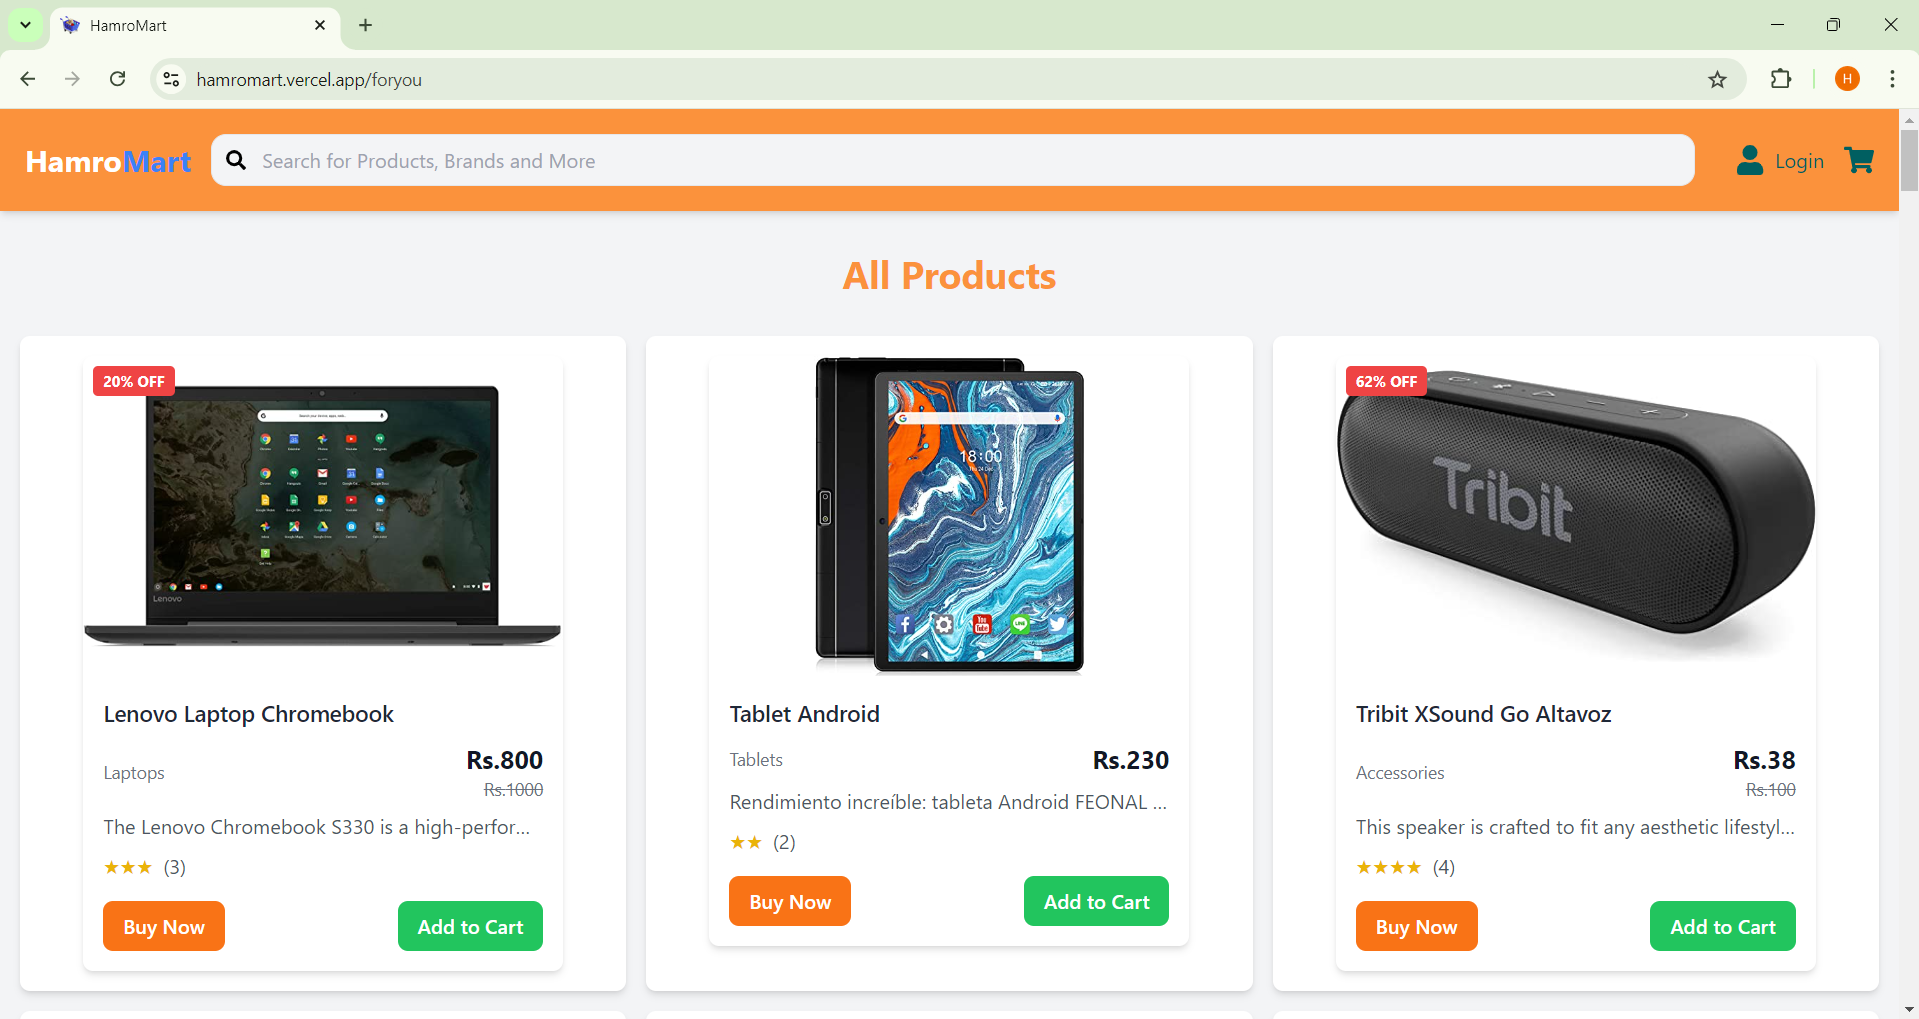 HamroMart
hamromart.vercel.app/foryou
H
HamroMart
Search for Products, Brands and More
Login
All Products
20% OFF
Lenovo
Lenovo Laptop Chromebook
Laptops
Rs.800
Rs.1000
The Lenovo Chromebook S330 is a high-perfor...
(3)
Buy Now
Add to Cart
18:00
Tablet Android
Tablets
Rs.230
Rendimiento increíble: tableta Android FEONAL ...
(2)
Buy Now
Add to Cart
62% OFF
Tribit
Tribit XSound Go Altavoz
Accessories
Rs.38
Rs.100
This speaker is crafted to fit any aesthetic lifestyl...
(4)
Buy Now
Add to Cart